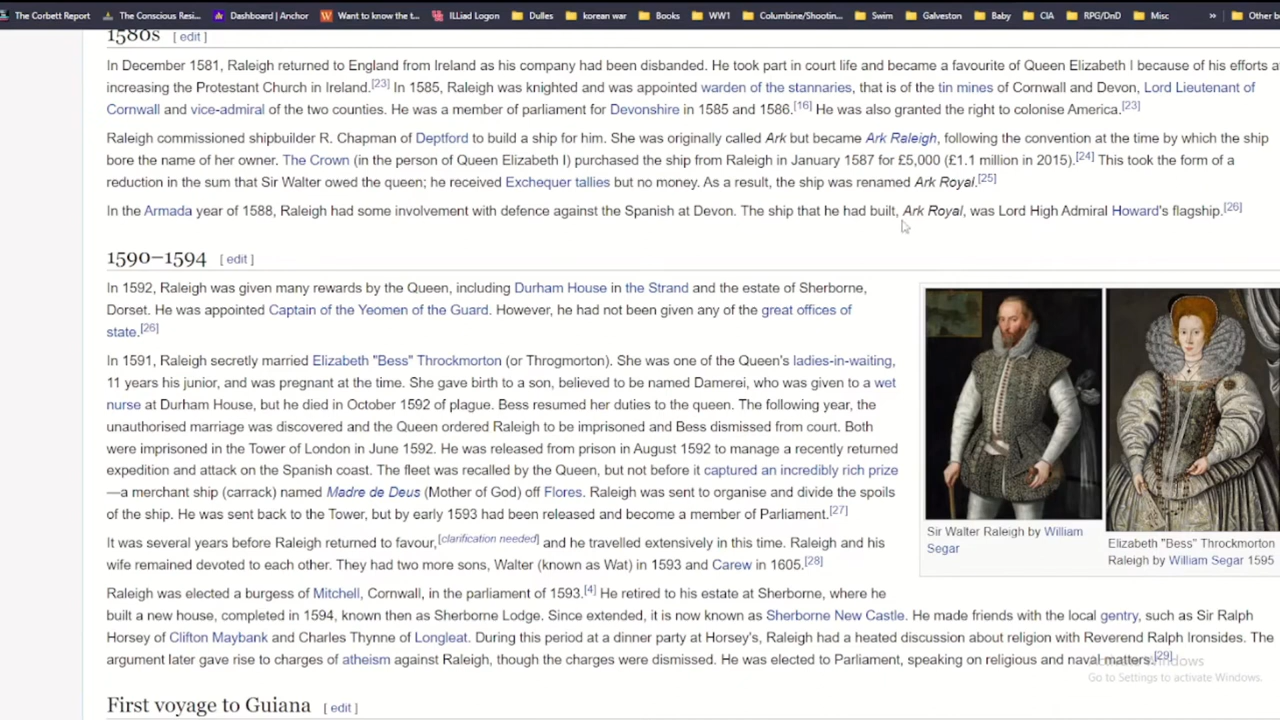 The Corbett Report The Conscious Resi... Dashboard | Anchor Want to know the t... ILLiad Logon Dulles korean war Books WW1 Columbine/Shootin... Swim Galveston Baby CIA RPG/DnD Misc » Other b
1580s [ edit ]
In December 1581, Raleigh returned to England from Ireland as his company had been disbanded. He took part in court life and became a favourite of Queen Elizabeth I because of his efforts a
increasing the Protestant Church in Ireland.[23] In 1585, Raleigh was knighted and was appointed warden of the stannaries, that is of the tin mines of Cornwall and Devon, Lord Lieutenant of
Cornwall and vice-admiral of the two counties. He was a member of parliament for Devonshire in 1585 and 1586.[16] He was also granted the right to colonise America.[23]
Raleigh commissioned shipbuilder R. Chapman of Deptford to build a ship for him. She was originally called Ark but became Ark Raleigh, following the convention at the time by which the ship
bore the name of her owner. The Crown (in the person of Queen Elizabeth I) purchased the ship from Raleigh in January 1587 for £5,000 (£1.1 million in 2015).[24] This took the form of a
reduction in the sum that Sir Walter owed the queen; he received Exchequer tallies but no money. As a result, the ship was renamed Ark Royal.[25]
In the Armada year of 1588, Raleigh had some involvement with defence against the Spanish at Devon. The ship that he had built, Ark Royal, was Lord High Admiral Howard's flagship.[26]
1590–1594 [ edit ]
In 1592, Raleigh was given many rewards by the Queen, including Durham House in the Strand and the estate of Sherborne,
Dorset. He was appointed Captain of the Yeomen of the Guard. However, he had not been given any of the great offices of
state.[26]
In 1591, Raleigh secretly married Elizabeth "Bess" Throckmorton (or Throgmorton). She was one of the Queen's ladies-in-waiting,
11 years his junior, and was pregnant at the time. She gave birth to a son, believed to be named Damerei, who was given to a wet
nurse at Durham House, but he died in October 1592 of plague. Bess resumed her duties to the queen. The following year, the
unauthorised marriage was discovered and the Queen ordered Raleigh to be imprisoned and Bess dismissed from court. Both
were imprisoned in the Tower of London in June 1592. He was released from prison in August 1592 to manage a recently returned
expedition and attack on the Spanish coast. The fleet was recalled by the Queen, but not before it captured an incredibly rich prize
—a merchant ship (carrack) named Madre de Deus (Mother of God) off Flores. Raleigh was sent to organise and divide the spoils
of the ship. He was sent back to the Tower, but by early 1593 had been released and become a member of Parliament.[27]
It was several years before Raleigh returned to favour,[clarification needed] and he travelled extensively in this time. Raleigh and his
wife remained devoted to each other. They had two more sons, Walter (known as Wat) in 1593 and Carew in 1605.[28]
Sir Walter Raleigh by William
Segar
Elizabeth "Bess" Throckmorton
Raleigh by William Segar 1595
Raleigh was elected a burgess of Mitchell, Cornwall, in the parliament of 1593.[4] He retired to his estate at Sherborne, where he
built a new house, completed in 1594, known then as Sherborne Lodge. Since extended, it is now known as Sherborne New Castle. He made friends with the local gentry, such as Sir Ralph
Horsey of Clifton Maybank and Charles Thynne of Longleat. During this period at a dinner party at Horsey's, Raleigh had a heated discussion about religion with Reverend Ralph Ironsides. The
argument later gave rise to charges of atheism against Raleigh, though the charges were dismissed. He was elected to Parliament, speaking on religious and naval matters.[29]
Activate Windows
Go to Settings to activate Windows.
First voyage to Guiana [ edit ]